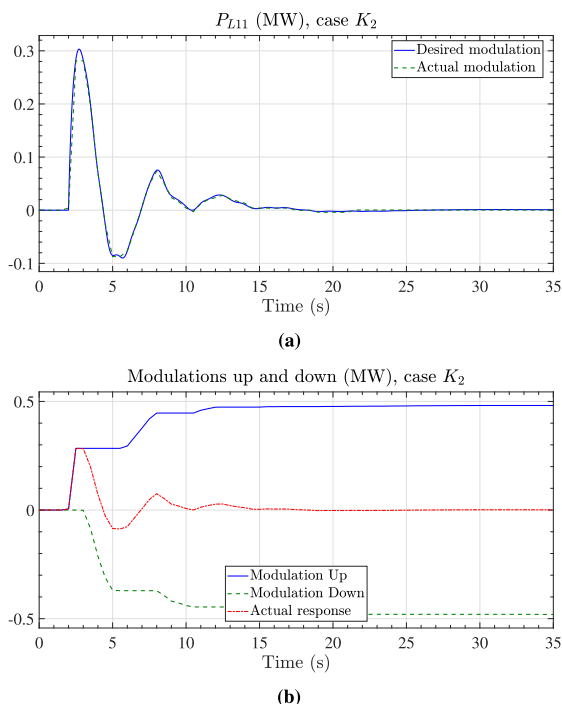 P_{L11} (MW), case K_2
Desired modulation
Actual modulation
0.3
0.2
0.1
0
-0.1
0 5 10 15 20 25 30 35
Time (s)
(a)
Modulations up and down (MW), case K_2
0.5
0
Modulation Up
Modulation Down
Actual response
-0.5
0 5 10 15 20 25 30 35
Time (s)
(b)